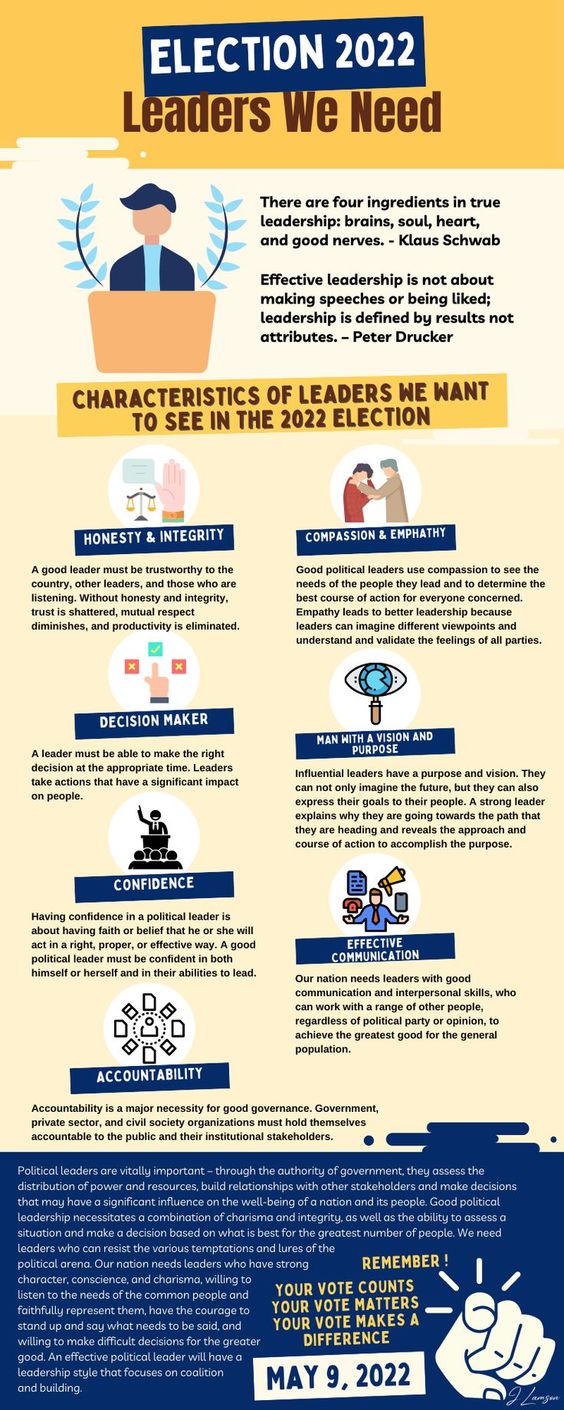 ELECTION 2022
Leaders We Need
There are four ingredients in true
leadership: brains, soul, heart,
and good nerves. - Klaus Schwab
Effective leadership is not about
making speeches or being liked;
leadership is defined by results not
attributes. – Peter Drucker
CHARACTERISTICS OF LEADERS WE WANT
TO SEE IN THE 2022 ELECTION
HONESTY & INTEGRITY
A good leader must be trustworthy to the
country, other leaders, and those who are
listening. Without honesty and integrity,
trust is shattered, mutual respect
diminishes, and productivity is eliminated.
DECISION MAKER
A leader must be able to make the right
decision at the appropriate time. Leaders
take actions that have a significant impact
on people.
CONFIDENCE
Having confidence in a political leader is
about having faith or belief that he or she will
act in a right, proper, or effective way. A good
political leader must be confident in both
himself or herself and in their abilities to lead.
ACCOUNTABILITY
Accountability is a major necessity for good governance. Government,
private sector, and civil society organizations must hold themselves
accountable to the public and their institutional stakeholders.
COMPASSION & EMPHATHY
Good political leaders use compassion to see the
needs of the people they lead and to determine the
best course of action for everyone concerned.
Empathy leads to better leadership because
leaders can imagine different viewpoints and
understand and validate the feelings of all parties.
MAN WITH A VISION AND
PURPOSE
Influential leaders have a purpose and vision. They
can not only imagine the future, but they can also
express their goals to their people. A strong leader
explains why they are going towards the path that
they are heading and reveals the approach and
course of action to accomplish the purpose.
EFFECTIVE
COMMUNICATION
Our nation needs leaders with good
communication and interpersonal skills, who
can work with a range of other people,
regardless of political party or opinion, to
achieve the greatest good for the general
population.
Political leaders are vitally important – through the authority of government, they assess the
distribution of power and resources, build relationships with other stakeholders and make decisions
that may have a significant influence on the well-being of a nation and its people. Good political
leadership necessitates a combination of charisma and integrity, as well as the ability to assess a
situation and make a decision based on what is best for the greatest number of people. We need
leaders who can resist the various temptations and lures of the
political arena. Our nation needs leaders who have strong
character, conscience, and charisma, willing to
listen to the needs of the common people and
faithfully represent them, have the courage to
stand up and say what needs to be said, and
willing to make difficult decisions for the greater
good. An effective political leader will have a
leadership style that focuses on coalition
and building.
REMEMBER !
YOUR VOTE COUNTS
YOUR VOTE MATTERS
YOUR VOTE MAKES A
DIFFERENCE
MAY 9, 2022
J Lamson